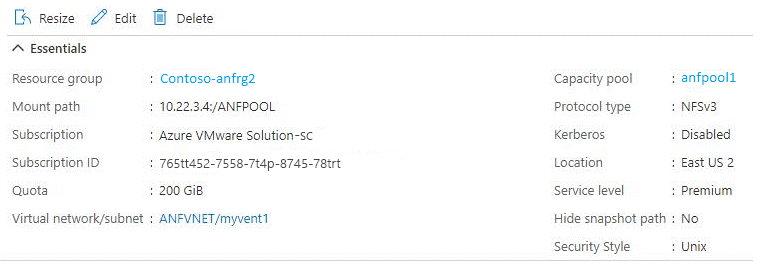 Resize Edit Delete
Essentials
Resource group : Contoso-anfrg2 Capacity pool : anfpool1
Mount path : 10.22.3.4:/ANFPOOL Protocol type : NFSv3
Subscription : Azure VMware Solution-SC Kerberos : Disabled
Subscription ID : 765tt452-7558-7t4p-8745-78trt Location : East US 2
Quota : 200 GiB Service level : Premium
Virtual network/subnet : ANFVNET/myvent1 Hide snapshot path : No
Security Style : Unix